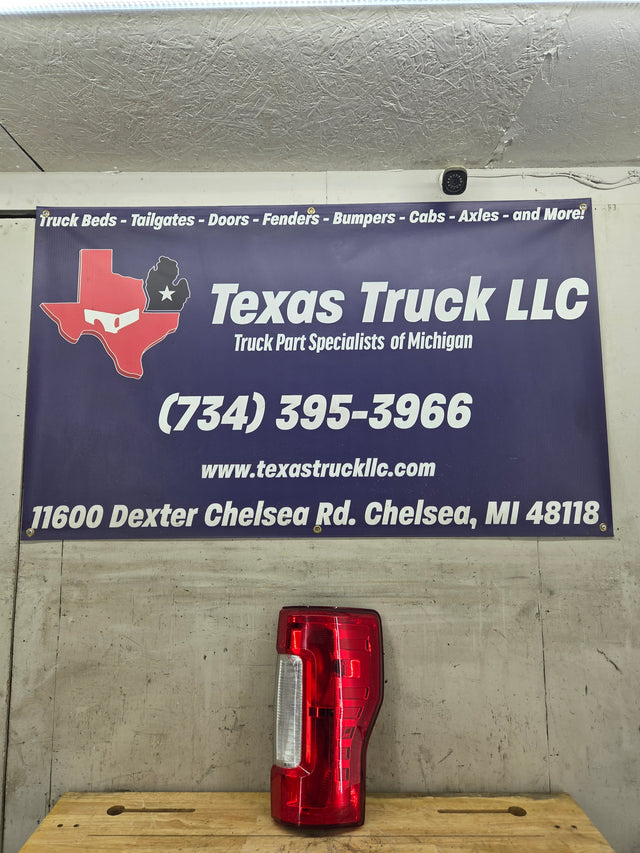 Truck Beds - Tailgates - Doors - Fenders - Bumpers - Cabs - Axles - and More!
Texas Truck LLC
Truck Part Specialists of Michigan
(734) 395-3966
www.texastruckllc.com
11600 Dexter Chelsea Rd. Chelsea, MI 48118